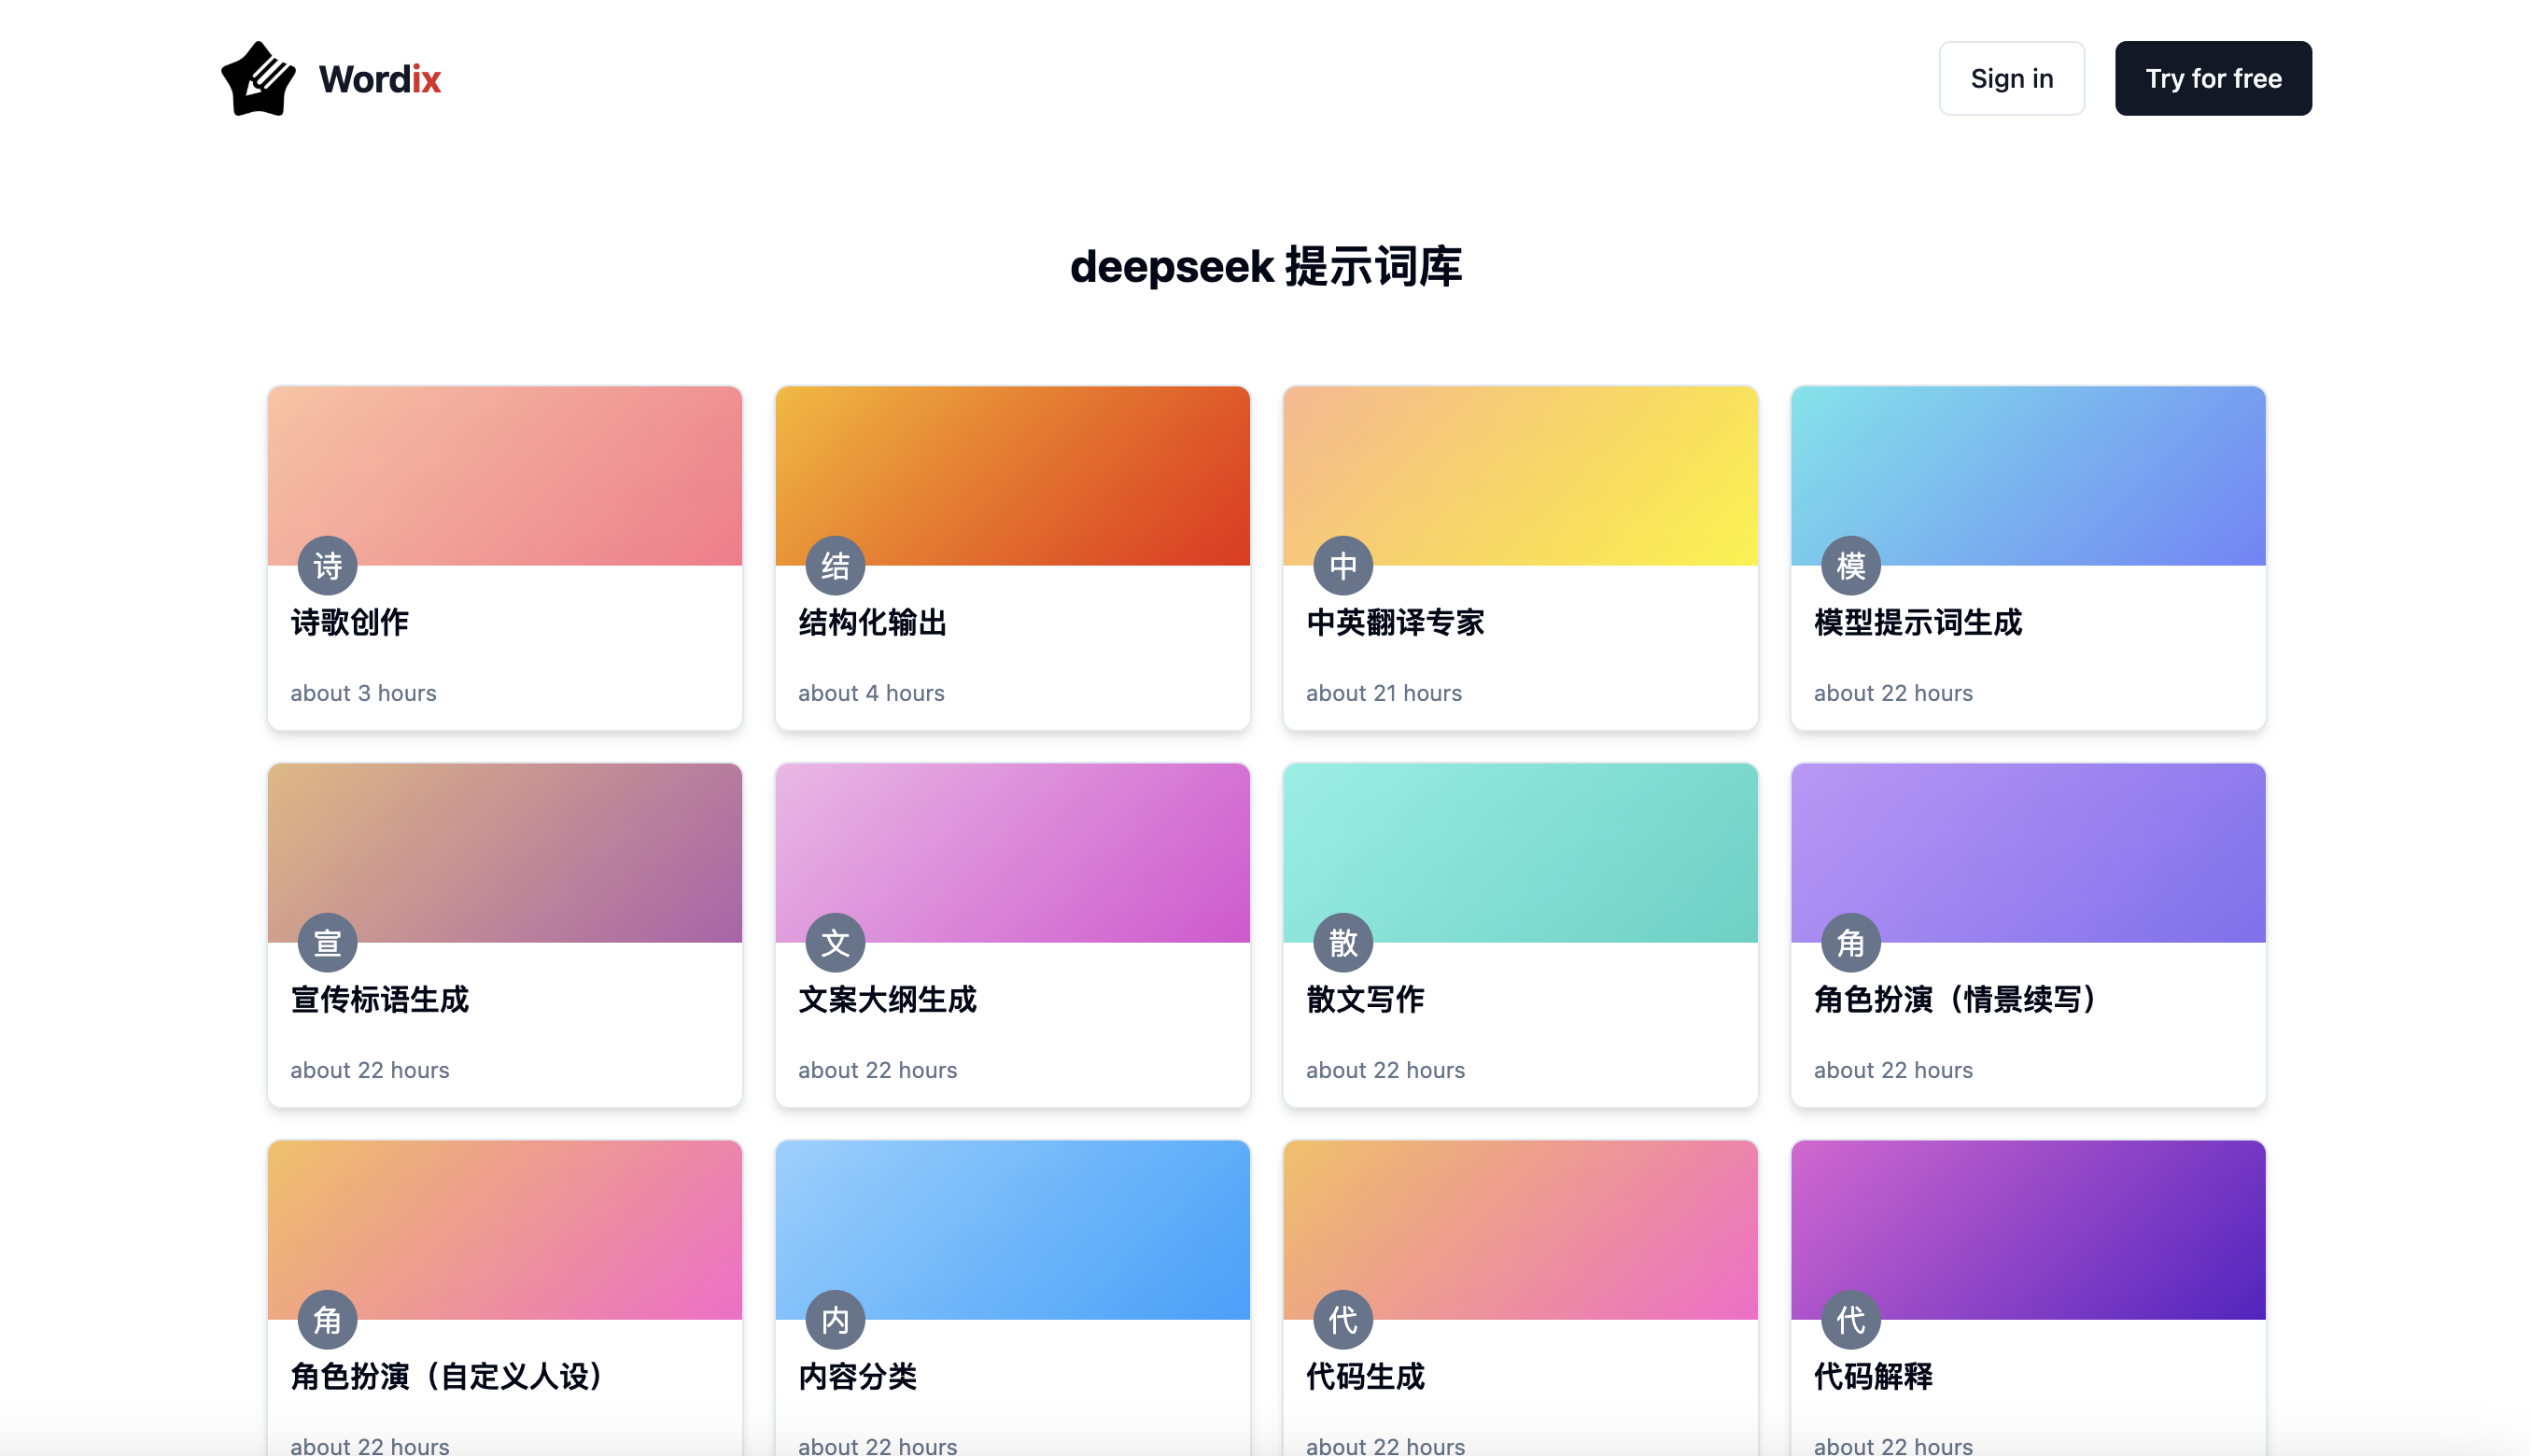 Wordix
Sign in
Try for free
deepseek 提示词库
诗
诗歌创作
about 3 hours
结
结构化输出
about 4 hours
中
中英翻译专家
about 21 hours
模
模型提示词生成
about 22 hours
宣
宣传标语生成
about 22 hours
文
文案大纲生成
about 22 hours
散
散文写作
about 22 hours
角
角色扮演（情景续写）
about 22 hours
角
角色扮演（自定义人设）
about 22 hours
内
内容分类
about 22 hours
代
代码生成
about 22 hours
代
代码解释
about 22 hours